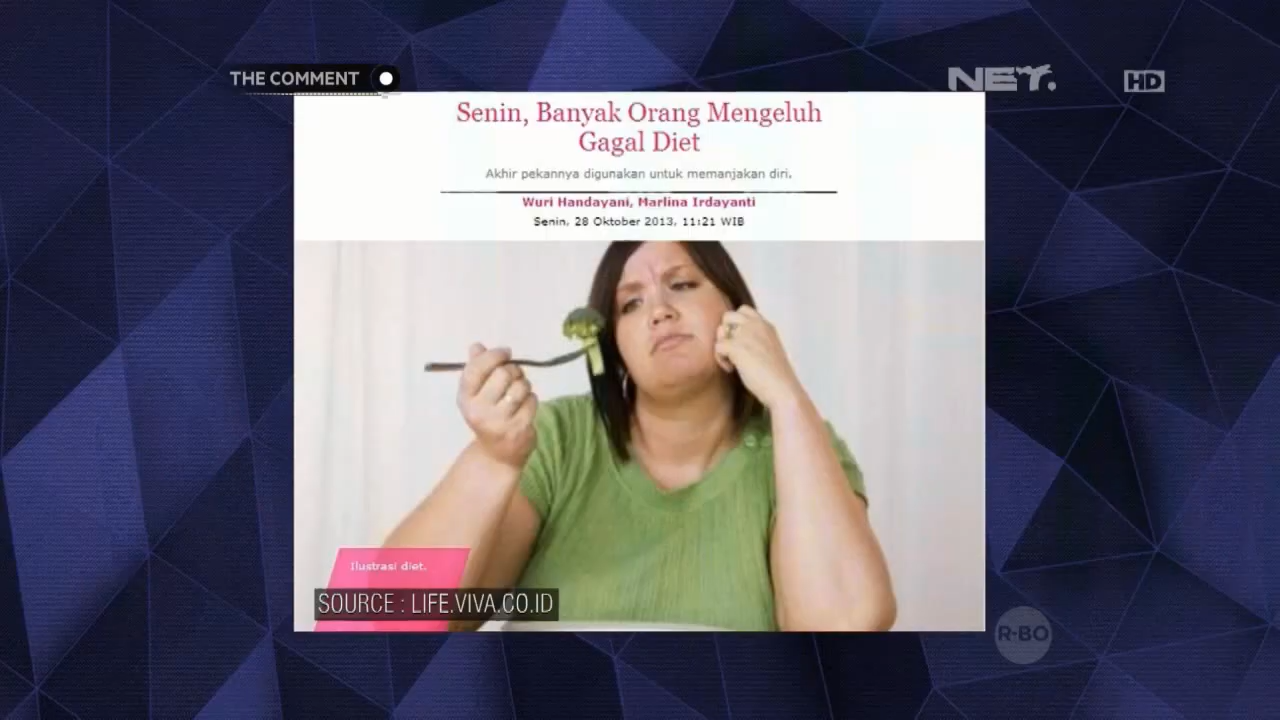 THE COMMENT
NET.
HD
Senin, Banyak Orang Mengeluh
Gagal Diet
Akhir pekannya digunakan untuk memanjakan diri.
Wuri Handayani, Marlina Irdayanti
Senin, 28 Oktober 2013, 11:21 WIB
Ilustrasi diet.
SOURCE : LIFE.VIVA.CO.ID
R-BO